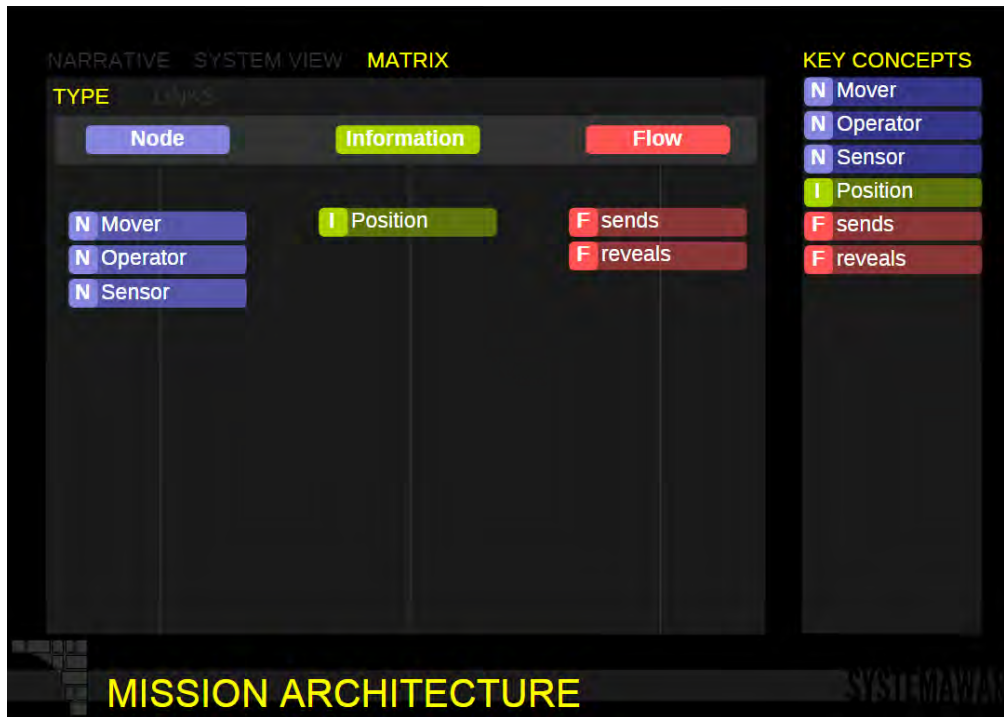 NARRATIVE SYSTEM VIEW MATRIX
TYPE LINKS
Node Information Flow
N Mover I Position F sends
N Operator F reveals
N Sensor
KEY CONCEPTS
N Mover
N Operator
N Sensor
I Position
F sends
F reveals
MISSION ARCHITECTURE